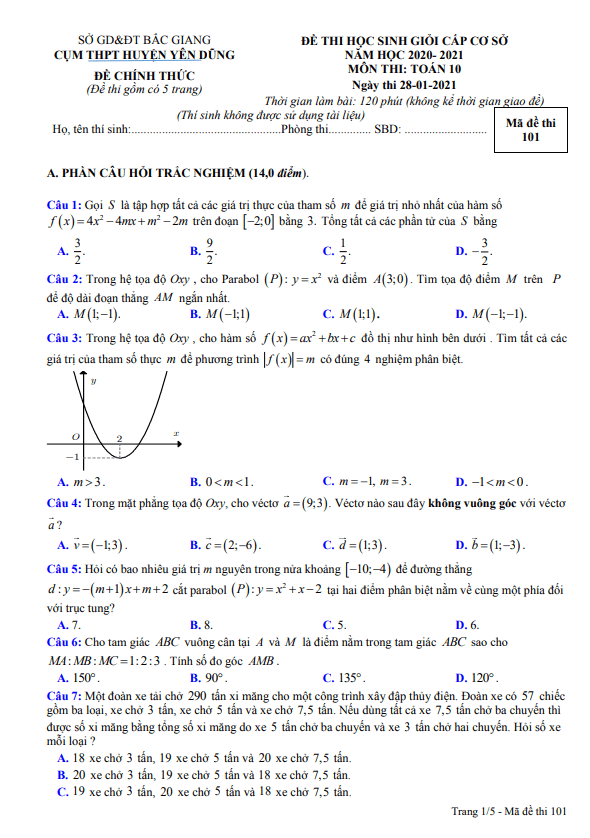 SỞ GD&ĐT BẮC GIANG
CỤM THPT HUYỆN YÊN DŨNG
ĐỀ CHÍNH THỨC
(Đề thi gồm có 5 trang)
ĐỀ THI HỌC SINH GIỎI CẤP CƠ SỞ
NĂM HỌC 2020- 2021
MÔN THI: TOÁN 10
Ngày thi 28-01-2021
Thời gian làm bài: 120 phút (không kể thời gian giao đề)
(Thí sinh không được sử dụng tài liệu)
Họ, tên thí sinh:..................................................Phòng thi.............. SBD: ...........................
Mã đề thi
101
A. PHẦN CÂU HỎI TRẮC NGHIỆM (14,0 điểm).
Câu 1: Gọi S là tập hợp tất cả các giá trị thực của tham số m để giá trị nhỏ nhất của hàm số
f(x)=4x²−4mx+m²−2m trên đoạn [−2;0] bằng 3. Tổng tất cả các phần tử của S bằng
A. 3/2. B. 9/2. C. 1/2. D. −3/2.
Câu 2: Trong hệ tọa độ Oxy , cho Parabol (P): y=x² và điểm A(3;0). Tìm tọa độ điểm M trên P
để độ dài đoạn thẳng AM ngắn nhất.
A. M(1;−1). B. M(−1;1) C. M(1;1). D. M(−1;−1).
Câu 3: Trong hệ tọa độ Oxy , cho hàm số f(x)=ax²+bx+c đồ thị như hình bên dưới . Tìm tất cả các
giá trị của tham số thực m để phương trình |f(x)|=m có đúng 4 nghiệm phân biệt.
y
O 2 x
−1
A. m>3. B. 0<m<1. C. m=−1, m=3. D. −1<m<0.
Câu 4: Trong mặt phẳng tọa độ Oxy, cho véctơ a⃗=(9;3). Véctơ nào sau đây không vuông góc với véctơ
a⃗?
A. v⃗=(−1;3). B. c⃗=(2;−6). C. d⃗=(1;3). D. b⃗=(1;−3).
Câu 5: Hỏi có bao nhiêu giá trị m nguyên trong nửa khoảng [−10;−4) để đường thẳng
d:y=−(m+1)x+m+2 cắt parabol (P):y=x²+x−2 tại hai điểm phân biệt nằm về cùng một phía đối
với trục tung?
A. 7. B. 8. C. 5. D. 6.
Câu 6: Cho tam giác ABC vuông cân tại A và M là điểm nằm trong tam giác ABC sao cho
MA:MB:MC=1:2:3. Tính số đo góc AMB.
A. 150°. B. 90°. C. 135°. D. 120°.
Câu 7: Một đoàn xe tải chở 290 tấn xi măng cho một công trình xây đập thủy điện. Đoàn xe có 57 chiếc
gồm ba loại, xe chở 3 tấn, xe chở 5 tấn và xe chở 7,5 tấn. Nếu dùng tất cả xe 7,5 tấn chở ba chuyến thì
được số xi măng bằng tổng số xi măng do xe 5 tấn chở ba chuyến và xe 3 tấn chở hai chuyến. Hỏi số xe
mỗi loại ?
A. 18 xe chở 3 tấn, 19 xe chở 5 tấn và 20 xe chở 7,5 tấn.
B. 20 xe chở 3 tấn, 18 xe chở 5 tấn và 19 xe chở 7,5 tấn.
C. 19 xe chở 3 tấn, 20 xe chở 5 tấn và 18 xe chở 7,5 tấn.
Trang 1/5 - Mã đề thi 101